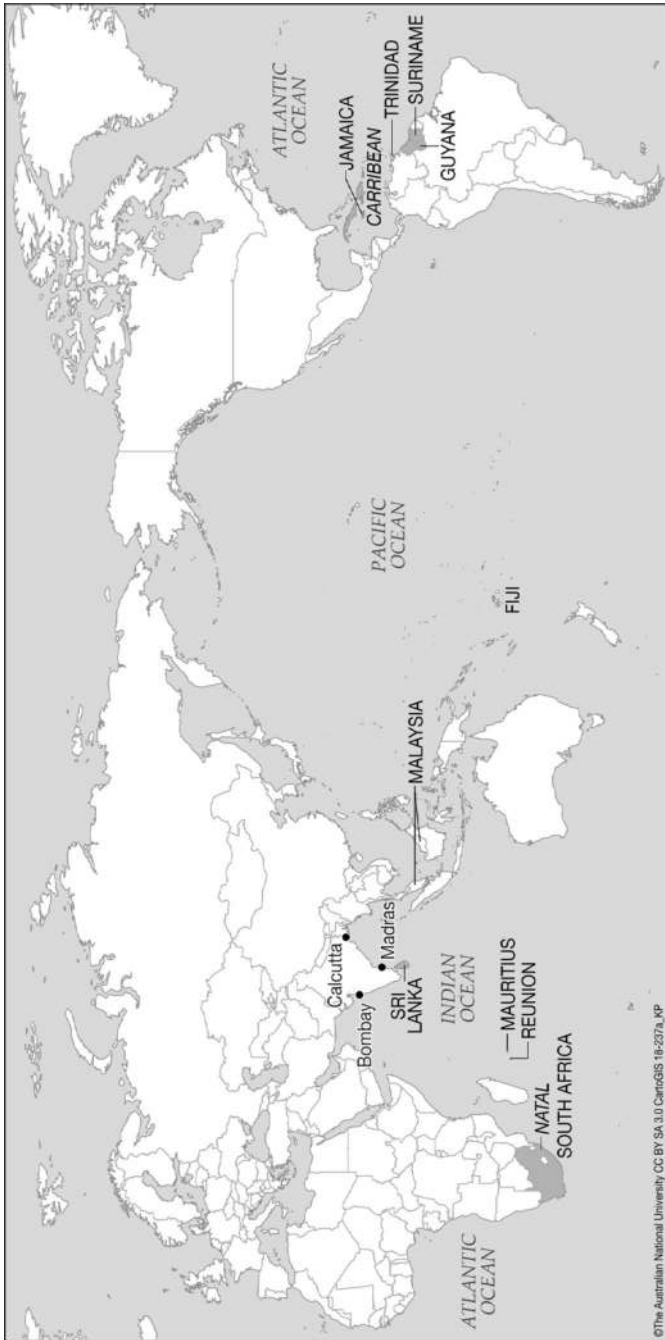 ATLANTIC
OCEAN
JAMAICA
CARRIBEAN
TRINIDAD
SURINAME
GUYANA
PACIFIC
OCEAN
FIJI
MALAYSIA
Calcutta
Madras
Bombay
SRI
LANKA
INDIAN
OCEAN
MAURITIUS
REUNION
NATAL
SOUTH AFRICA
ATLANTIC
OCEAN
©The Australian National University CC BY SA 3.0 CartoGIS 18-237a_KP